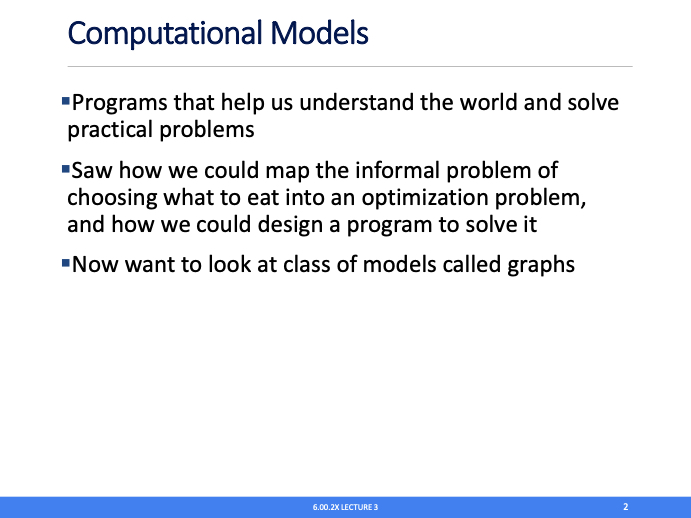 Computational Models
▪Programs that help us understand the world and solve
practical problems
▪Saw how we could map the informal problem of
choosing what to eat into an optimization problem,
and how we could design a program to solve it
▪Now want to look at class of models called graphs
6.00.2X LECTURE 3
2